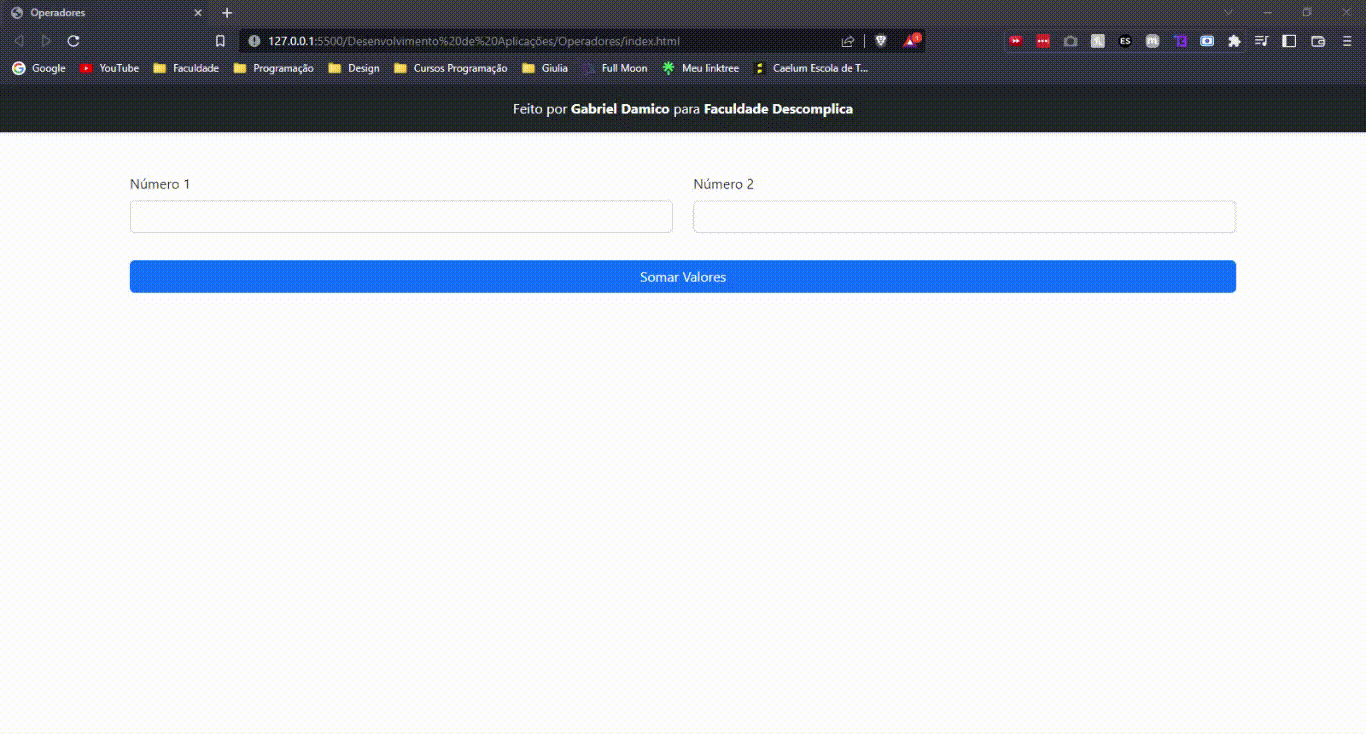 Operadores
127.0.0.1:5500/Desenvolvimento%20de%20Aplicações/Operadores/index.html
1
ES
Google YouTube Faculdade Programação Design Cursos Programação Giulia Full Moon Meu linktree Caelum Escola de T...
Feito por Gabriel Damico para Faculdade Descomplica
Número 1 Número 2
Somar Valores